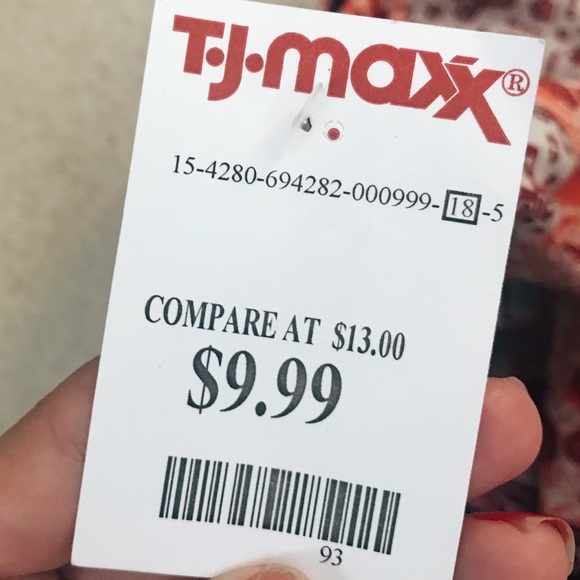 T·J·maxx®
15-4280-694282-000999-18-5
COMPARE AT $13.00
$9.99
93